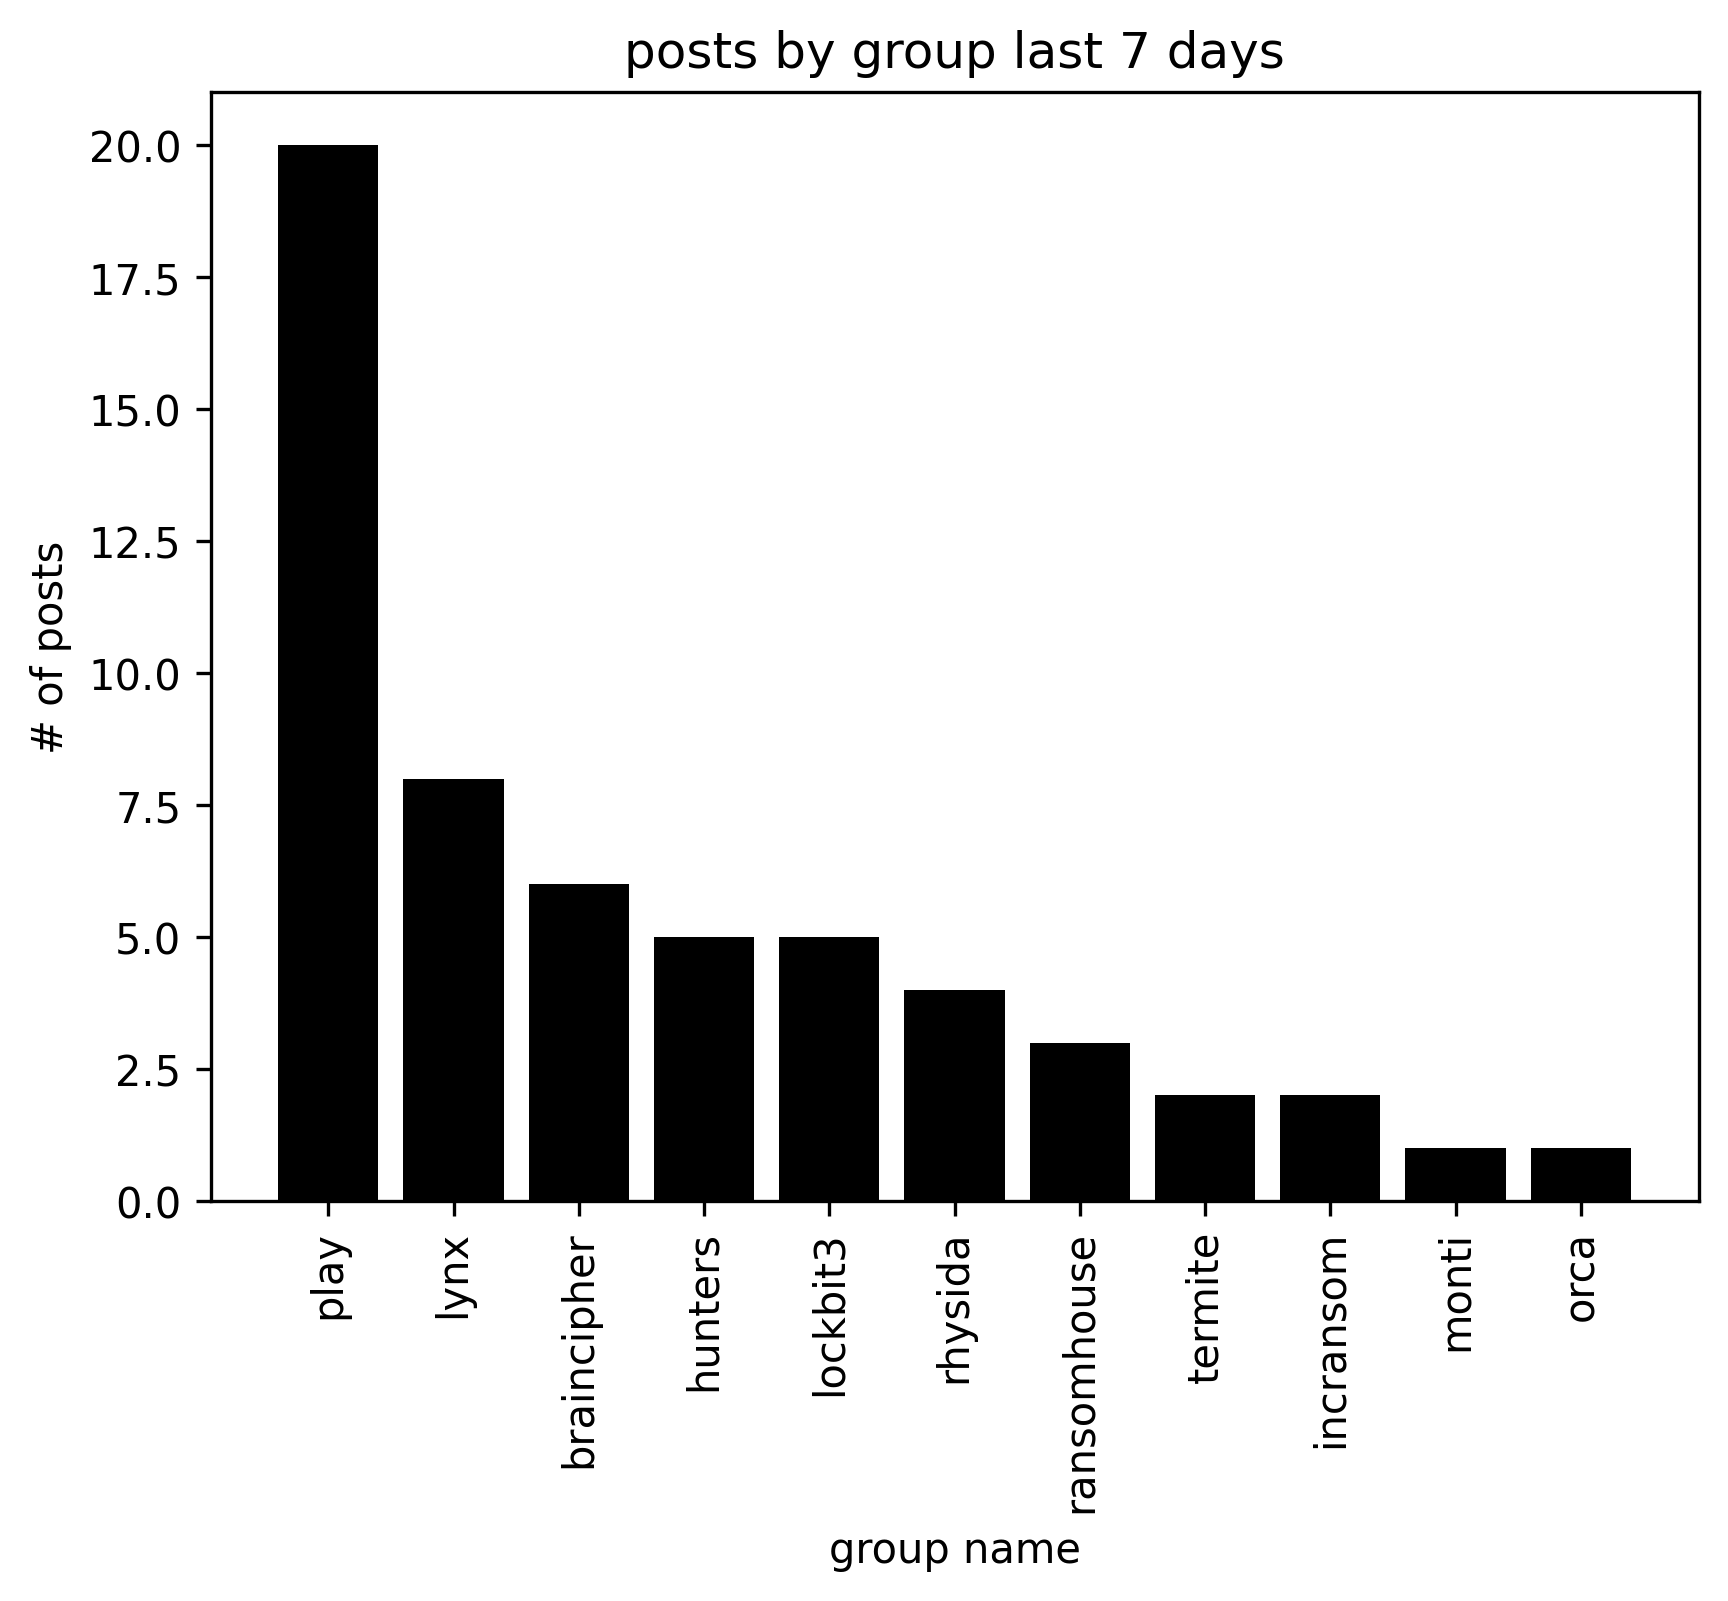 posts by group last 7 days
20.0
17.5
15.0
12.5
10.0
7.5
5.0
2.5
0.0
# of posts
play
lynx
braincipher
hunters
lockbit3
rhysida
ransomhouse
termite
incransom
monti
orca
group name